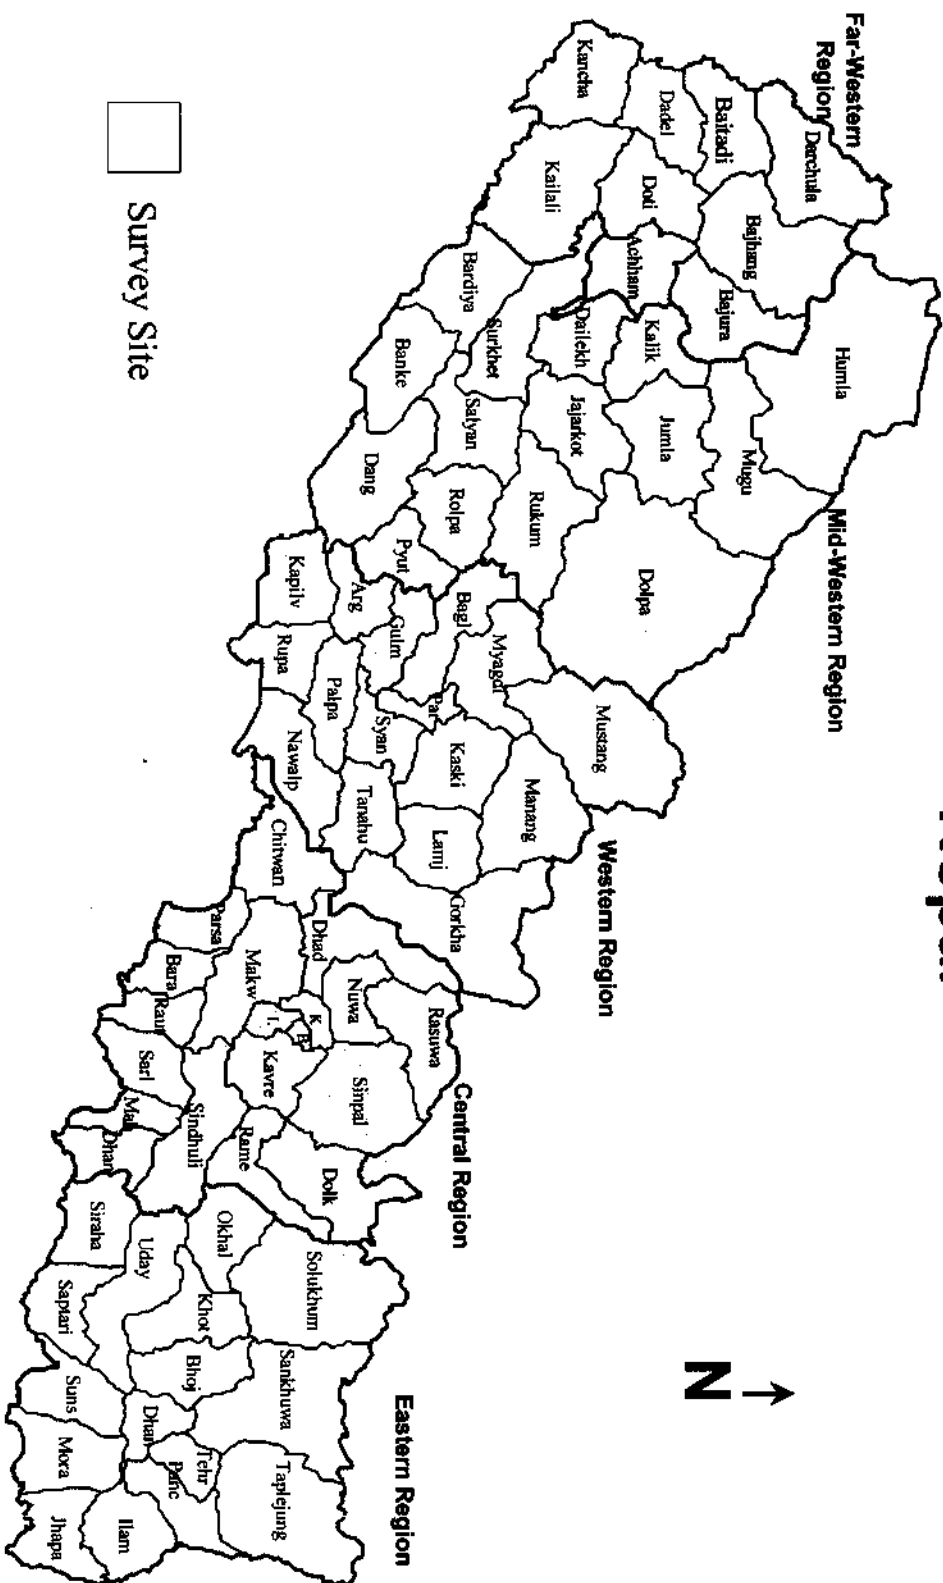 Far-Western
Region
Mid-Western Region
Western Region
Central Region
Eastern Region
N
Darchula
Baitadi
Dadel
Kancha
Humla
Bajhang
Bajura
Doti
Achham
Kailali
Mugu
Kalik
Jumla
Dailekh
Jajarkot
Surkhet
Bardiya
Banke
Dolpa
Rukum
Salyan
Rolpa
Dang
Pyut
Mustang
Myagdi
Bagl
Manang
Kaski
Par
Gulm
Arg
Kapilv
Syan
Palpa
Rupa
Nawalp
Lamj
Tanahu
Gorkha
Chitwan
Dhad
Rasuwa
Nuwa
K
B
L
Makw
Parsa
Bara
Raut
Sinpal
Kavre
Sarl
Dolk
Rame
Sindhuli
Mah
Dhan
Solukhum
Okhal
Khot
Uday
Siraha
Saptari
Sankhuwa
Bhoj
Dhan
Suns
Taplejung
Tehr
Panc
Mora
Ilam
Jhapa
Survey Site